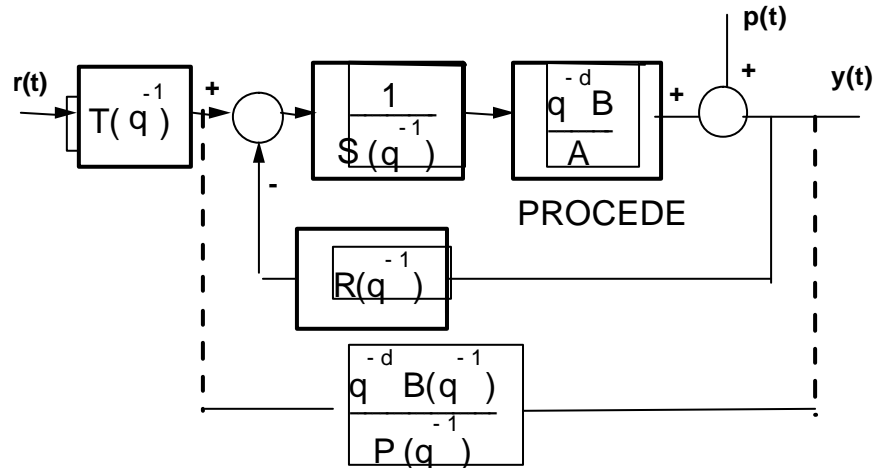 p(t)
r(t)
y(t)
T(q^-1)
+
-
1
S(q^-1)
q^-d B
A
+
+
PROCEDE
R(q^-1)
q^-d B(q^-1)
P(q^-1)